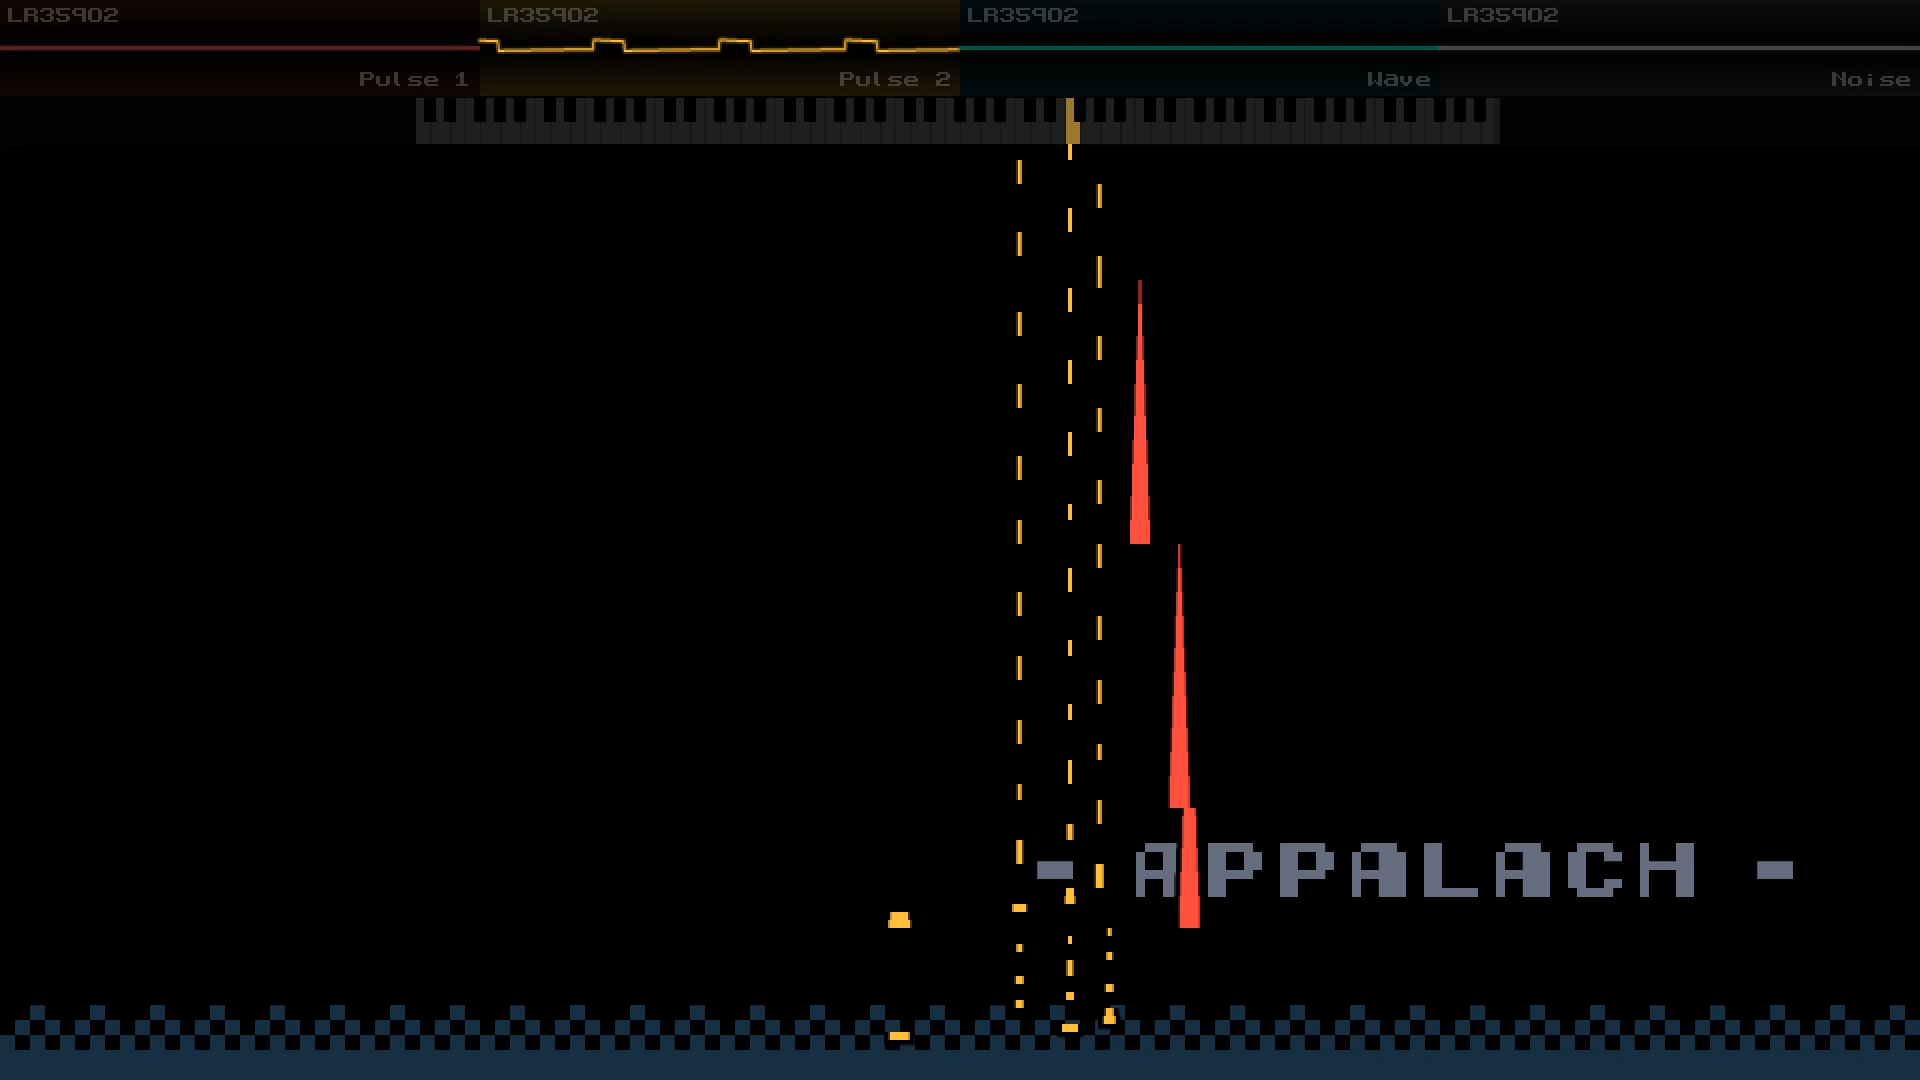 LR35902 LR35902 LR35902 LR35902
Pulse 1 Pulse 2 Wave Noise
- APPALACH -